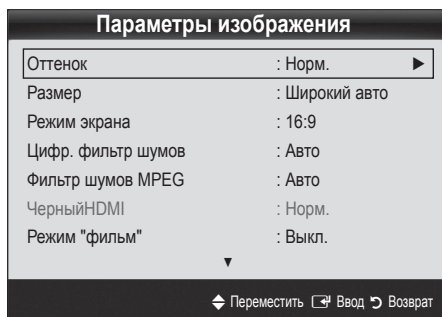 Параметры изображения
Оттенок : Норм. ▶
Размер : Широкий авто
Режим экрана : 16:9
Цифр. фильтр шумов : Авто
Фильтр шумов MPEG : Авто
ЧерныйHDMI : Норм.
Режим "фильм" : Выкл.
▼
Переместить Ввод Возврат